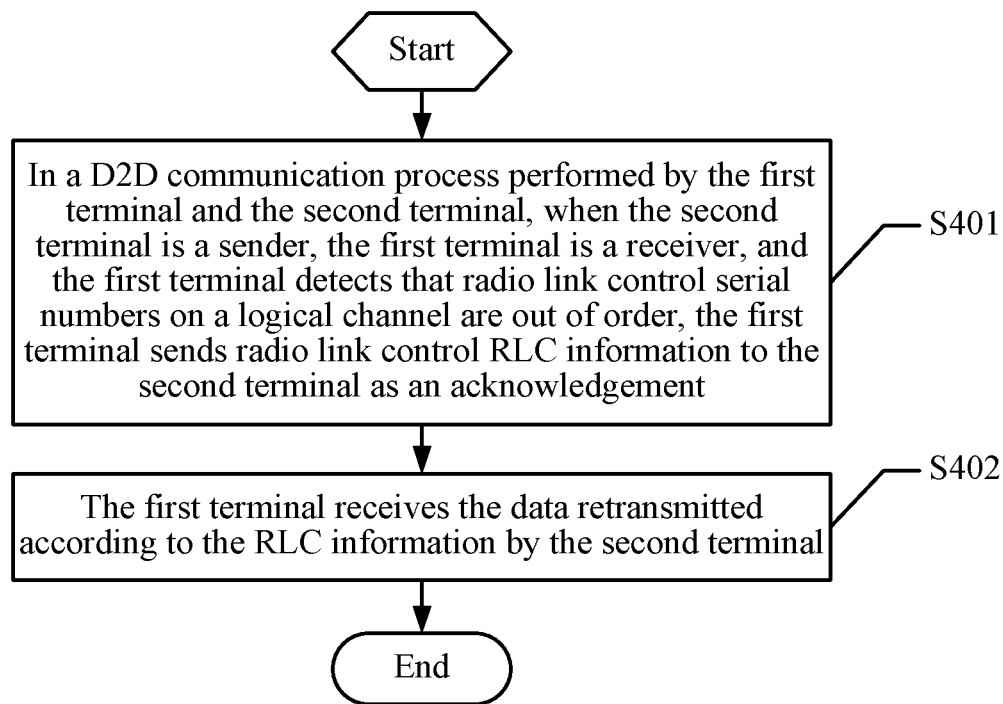 Start
In a D2D communication process performed by the first
terminal and the second terminal, when the second
terminal is a sender, the first terminal is a receiver, and
the first terminal detects that radio link control serial
numbers on a logical channel are out of order, the first
terminal sends radio link control RLC information to the
second terminal as an acknowledgement
S401
The first terminal receives the data retransmitted
according to the RLC information by the second terminal
S402
End